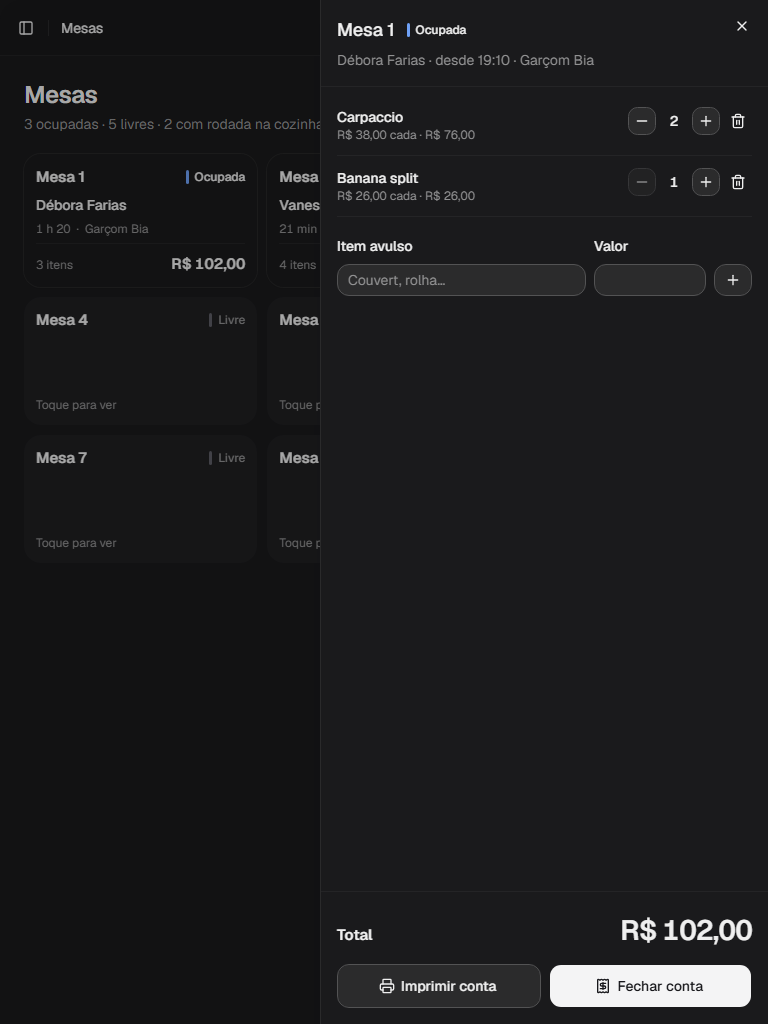 Mesas
Mesas
3 ocupadas · 5 livres · 2 com rodada na cozinha
Mesa 1
Ocupada
Débora Farias
1 h 20 · Garçom Bia
3 itens
R$ 102,00
Mesa
Vanes
21 min
4 itens
Mesa 4
Livre
Toque para ver
Mesa
Toque p
Mesa 7
Livre
Toque para ver
Mesa
Toque p
Mesa 1
Ocupada
Débora Farias · desde 19:10 · Garçom Bia
Carpaccio
R$ 38,00 cada · R$ 76,00
2
Banana split
R$ 26,00 cada · R$ 26,00
1
Item avulso
Valor
Couvert, rolha…
Total
R$ 102,00
Imprimir conta
Fechar conta